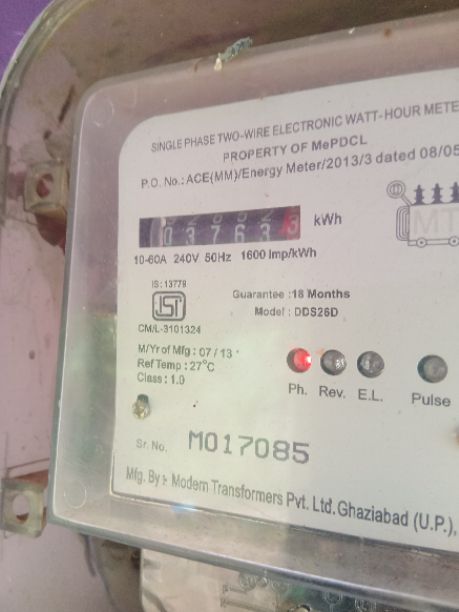 SINGLE PHASE TWO-WIRE ELECTRONIC WATT-HOUR METE
PROPERTY OF MePDCL
P.O. No.: ACE(MM)/Energy Meter/2013/3 dated 08/05
03763 3 kWh
10-60A 240V 50Hz 1600 Imp/kWh
IS: 13779
ISI
CM/L-3101324
Guarantee :18 Months
Model : DDS26D
M/Yr of Mfg : 07 / 13
Ref Temp : 27°C
Class : 1.0
Ph. Rev. E.L. Pulse
Sr. No. M017085
Mfg. By :- Modern Transformers Pvt. Ltd. Ghaziabad (U.P.),